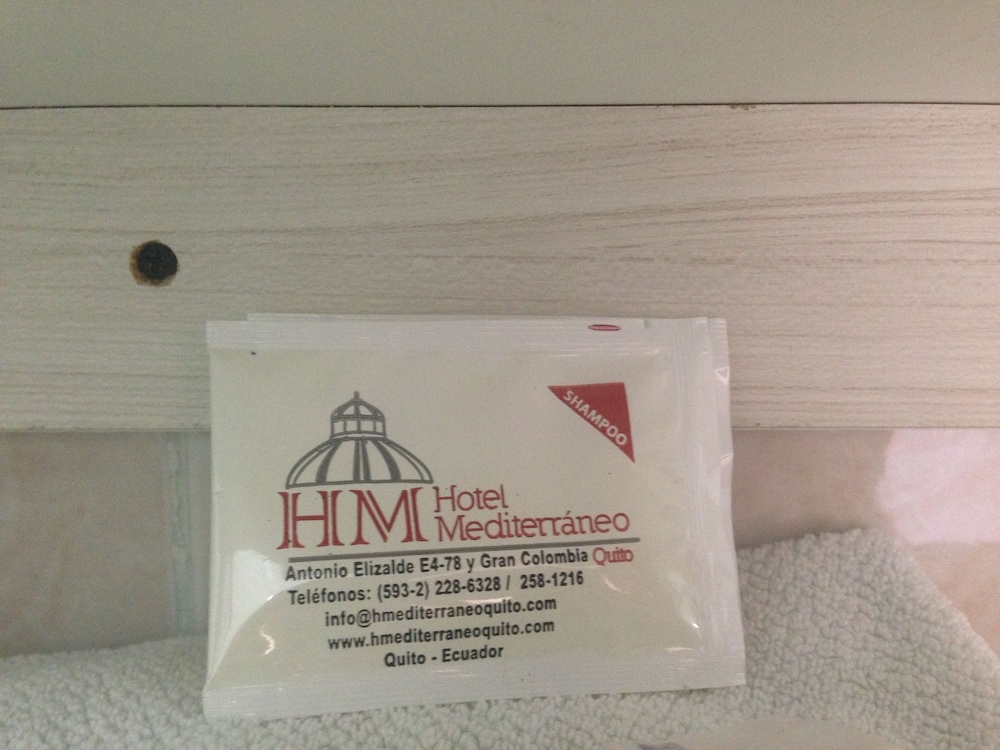 SHAMPOO
HM Hotel
Mediterráneo
Quito
Antonio Elizalde E4-78 y Gran Colombia
Teléfonos: (593-2) 228-6328 / 258-1216
info@hmediterraneoquito.com
www.hmediterraneoquito.com
Quito - Ecuador